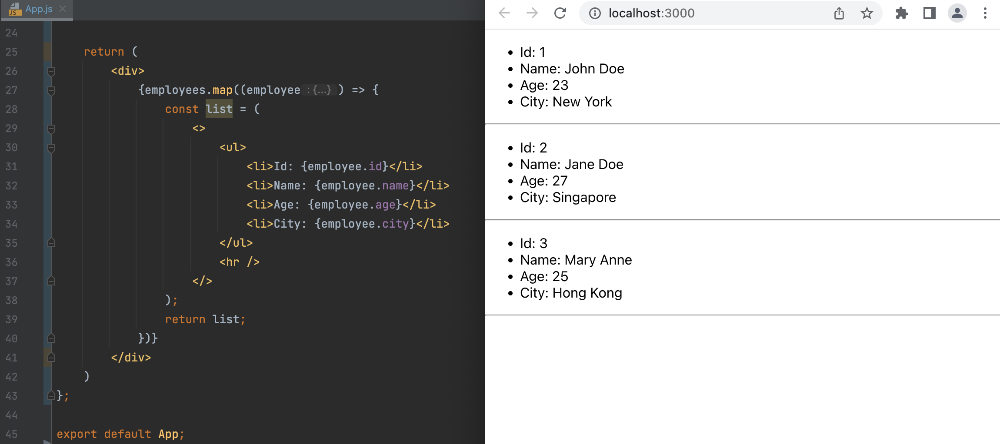 App.js
24
25 return (
26 <div>
27 {employees.map((employee :{...} ) => {
28 const list = (
29 <>
30 <ul>
31 <li>Id: {employee.id}</li>
32 <li>Name: {employee.name}</li>
33 <li>Age: {employee.age}</li>
34 <li>City: {employee.city}</li>
35 </ul>
36 <hr />
37 </>
38 );
39 return list;
40 })}
41 </div>
42 )
43 };
44
45 export default App;
localhost:3000
• Id: 1
• Name: John Doe
• Age: 23
• City: New York
• Id: 2
• Name: Jane Doe
• Age: 27
• City: Singapore
• Id: 3
• Name: Mary Anne
• Age: 25
• City: Hong Kong